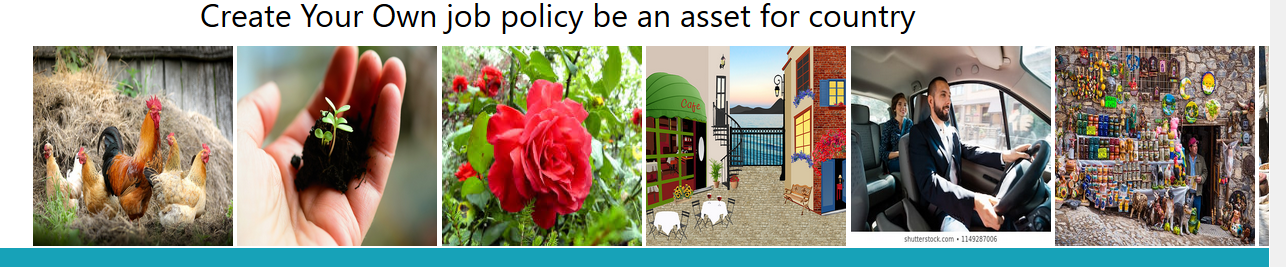 Create Your Own job policy be an asset for country
Cafe
shutterstock.com • 1149287006